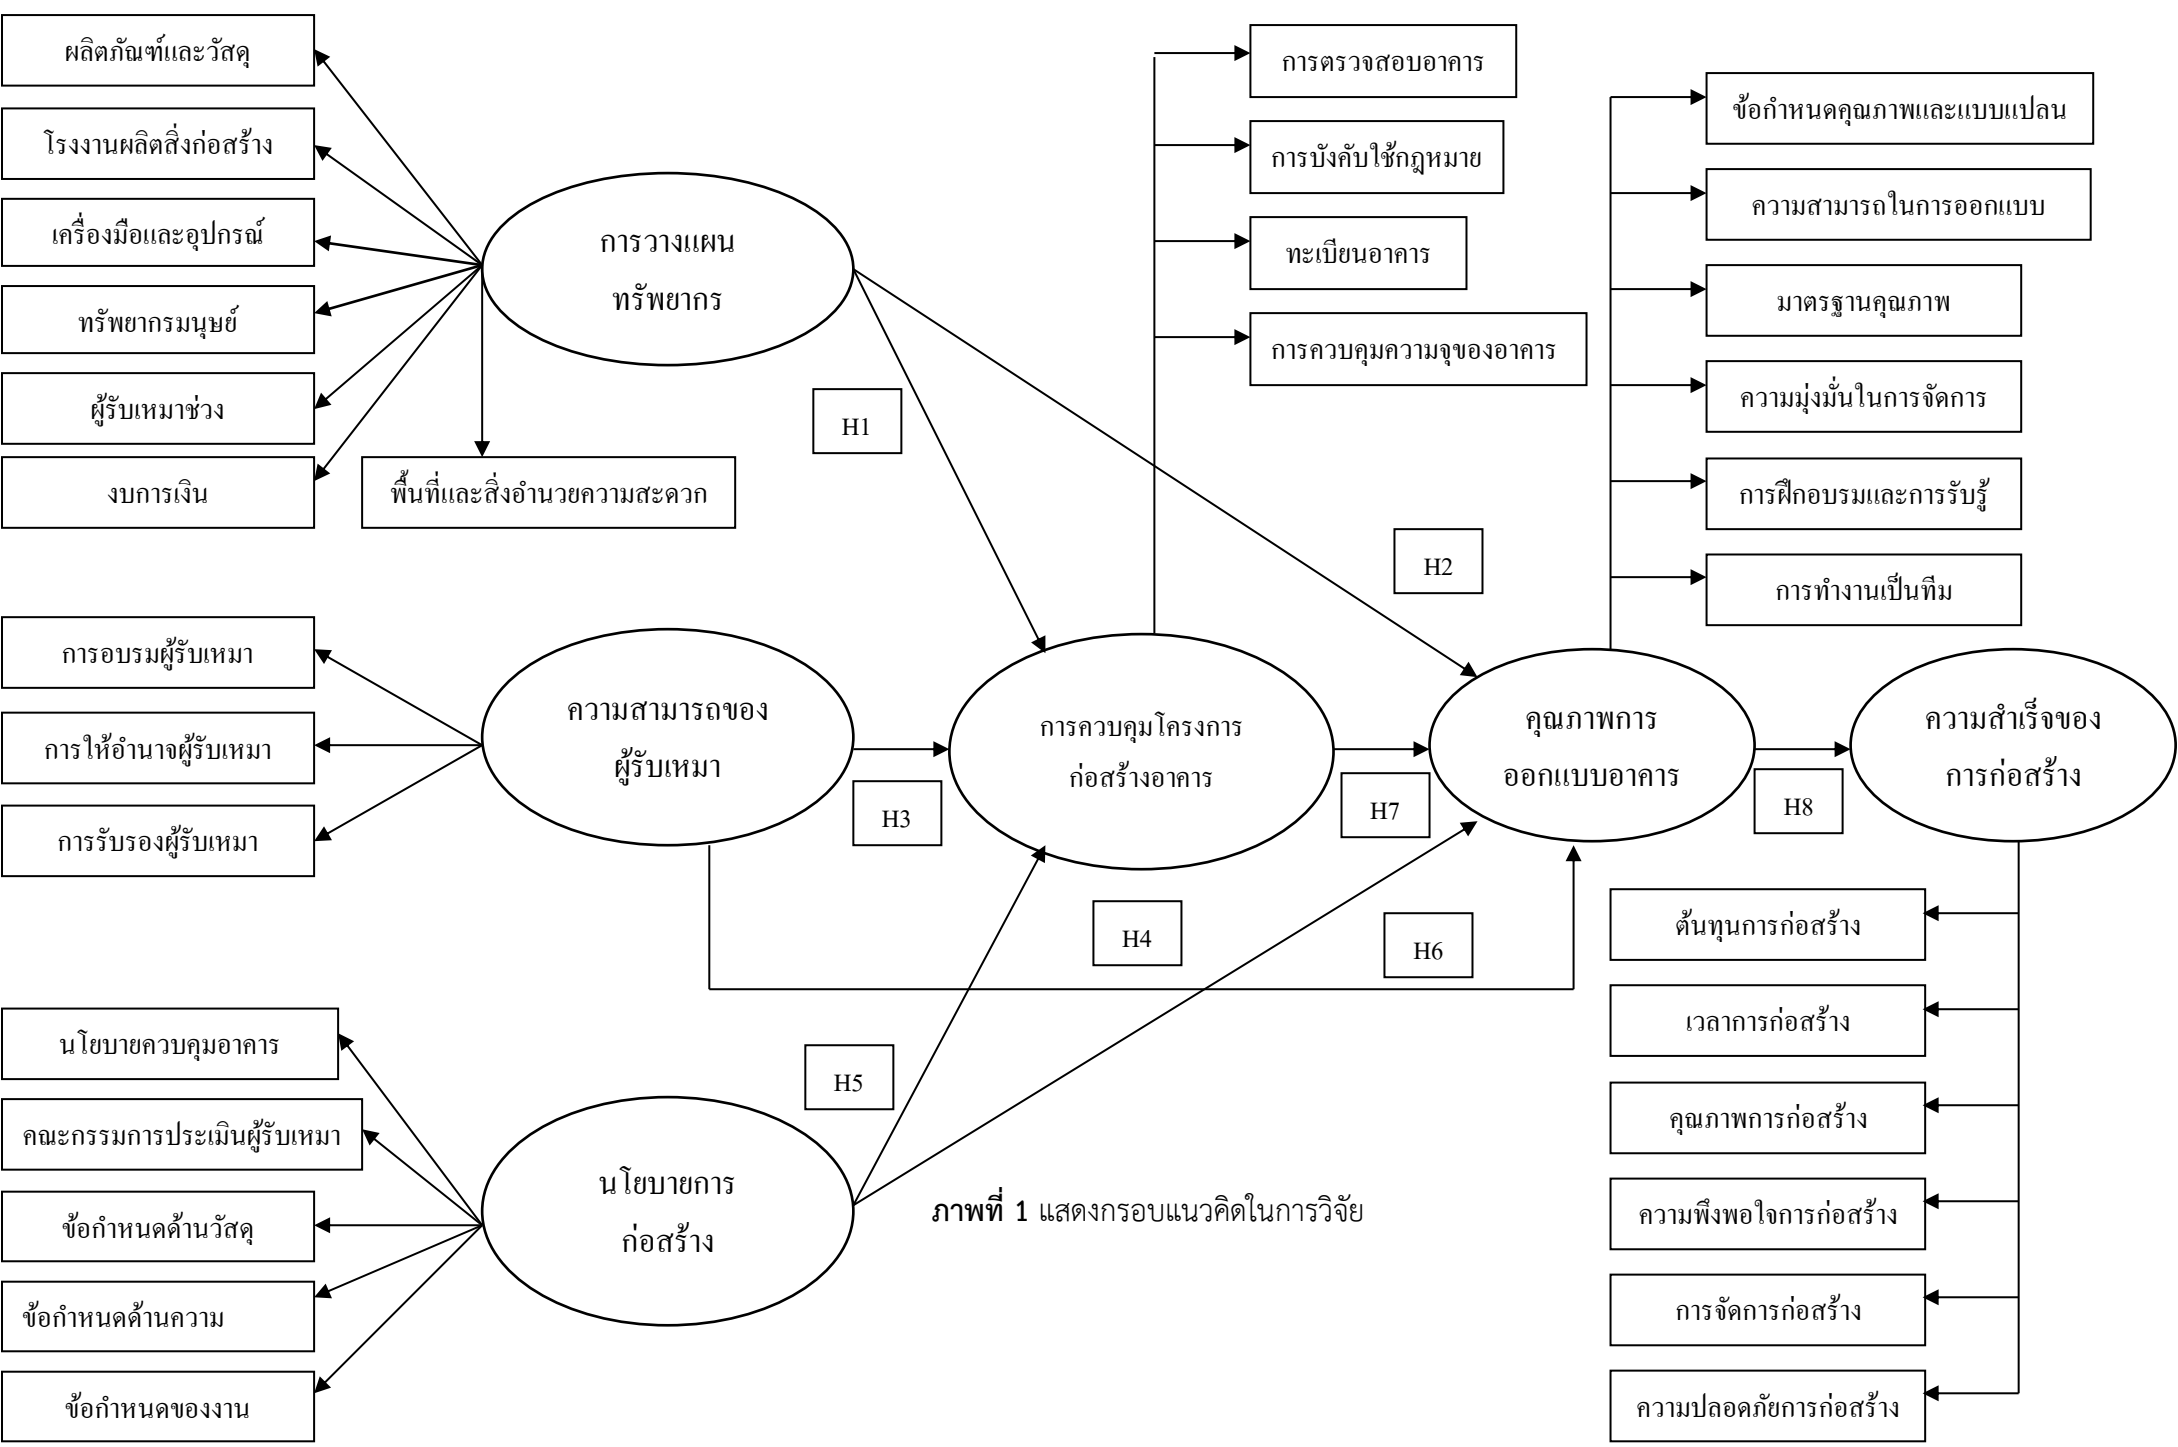 ผลิตภัณฑ์และวัสดุ
โรงงานผลิตสิ่งก่อสร้าง
เครื่องมือและอุปกรณ์
ทรัพยากรมนุษย์
ผู้รับเหมาช่วง
งบการเงิน
พื้นที่และสิ่งอำนวยความสะดวก
การวางแผน
ทรัพยากร
การตรวจสอบอาคาร
การบังคับใช้กฎหมาย
ทะเบียนอาคาร
การควบคุมความจุของอาคาร
ข้อกำหนดคุณภาพและแบบแปลน
ความสามารถในการออกแบบ
มาตรฐานคุณภาพ
ความมุ่งมั่นในการจัดการ
การฝึกอบรมและการรับรู้
การทำงานเป็นทีม
H1
H2
การอบรมผู้รับเหมา
การให้อำนาจผู้รับเหมา
การรับรองผู้รับเหมา
ความสามารถของ
ผู้รับเหมา
H3
การควบคุมโครงการ
ก่อสร้างอาคาร
H7
คุณภาพการ
ออกแบบอาคาร
H8
ความสำเร็จของ
การก่อสร้าง
H4
H6
H5
นโยบายควบคุมอาคาร
คณะกรรมการประเมินผู้รับเหมา
ข้อกำหนดด้านวัสดุ
ข้อกำหนดด้านความ
ข้อกำหนดของงาน
นโยบายการ
ก่อสร้าง
ต้นทุนการก่อสร้าง
เวลาการก่อสร้าง
คุณภาพการก่อสร้าง
ความพึงพอใจการก่อสร้าง
การจัดการก่อสร้าง
ความปลอดภัยการก่อสร้าง
ภาพที่ 1 แสดงกรอบแนวคิดในการวิจัย